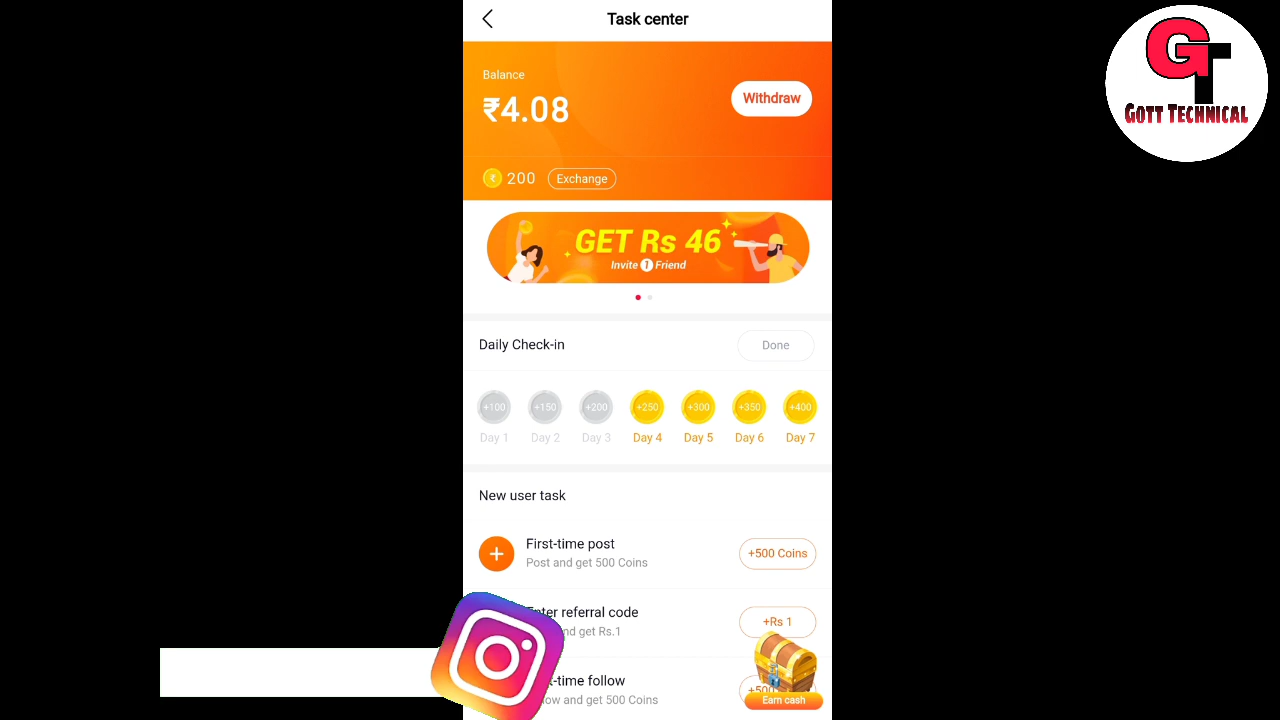 Task center
GT
GOTT TECHNICAL
Balance
₹4.08
Withdraw
₹ 200 Exchange
GET Rs 46
Invite 1 Friend
Daily Check-in Done
+100 +150 +200 +250 +300 +350 +400
Day 1 Day 2 Day 3 Day 4 Day 5 Day 6 Day 7
New user task
First-time post
Post and get 500 Coins
+500 Coins
Enter referral code
nd get Rs.1
+Rs 1
t-time follow
ow and get 500 Coins
+500
Earn cash